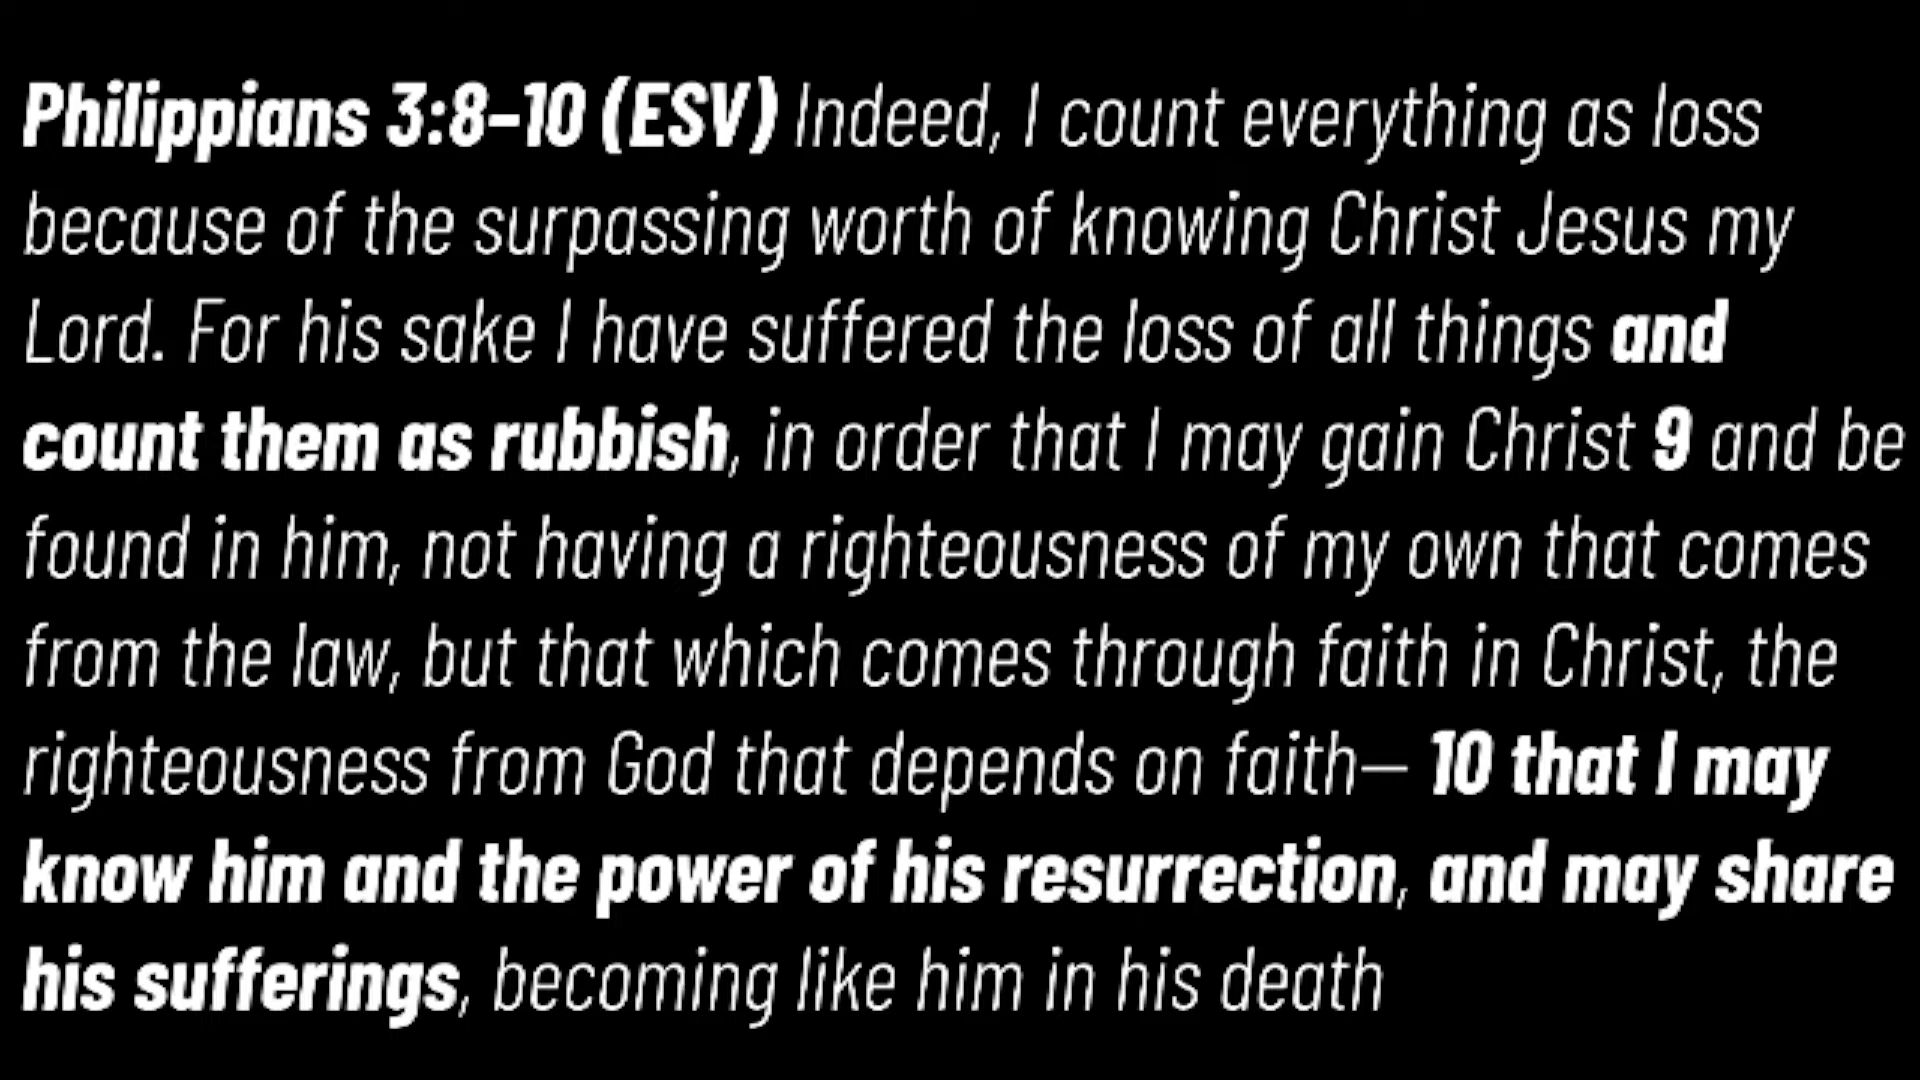 Philippians 3:8–10 (ESV) Indeed, I count everything as loss
because of the surpassing worth of knowing Christ Jesus my
Lord. For his sake I have suffered the loss of all things and
count them as rubbish, in order that I may gain Christ 9 and be
found in him, not having a righteousness of my own that comes
from the law, but that which comes through faith in Christ, the
righteousness from God that depends on faith— 10 that I may
know him and the power of his resurrection, and may share
his sufferings, becoming like him in his death